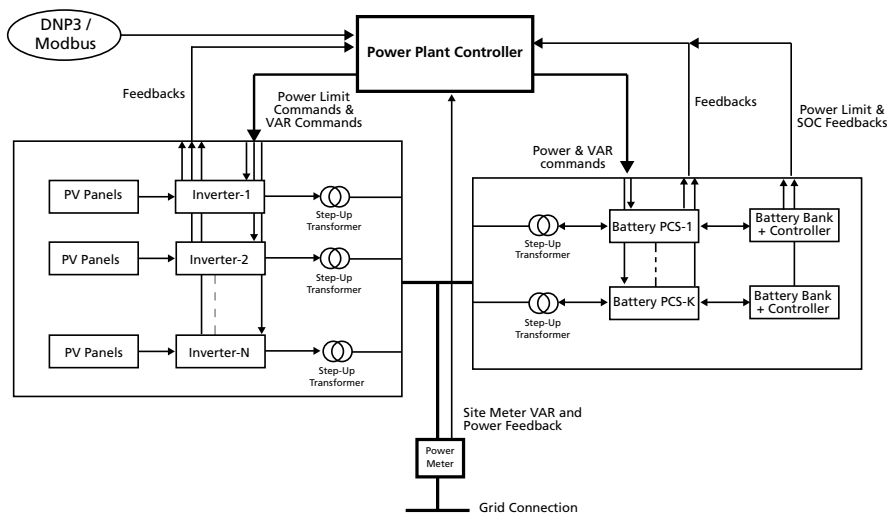 DNP3 /
Modbus
Power Plant Controller
Feedbacks
Power Limit
Commands &
VAR Commands
Feedbacks
Power Limit &
SOC Feedbacks
Power & VAR
commands
PV Panels
Inverter-1
Step-Up
Transformer
PV Panels
Inverter-2
Step-Up
Transformer
PV Panels
Inverter-N
Step-Up
Transformer
Step-Up
Transformer
Battery PCS-1
Battery Bank
+ Controller
Step-Up
Transformer
Battery PCS-K
Battery Bank
+ Controller
Site Meter VAR and
Power Feedback
Power
Meter
Grid Connection